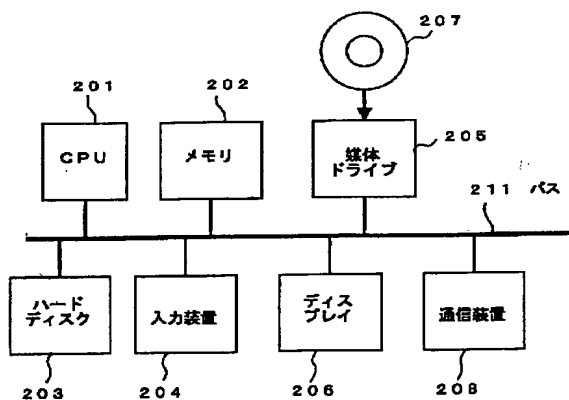 207
201
202
CPU
メモリ
媒体
ドライブ
205
211 バス
ハード
ディスク
入力装置
ディス
プレイ
通信装置
203
204
206
208